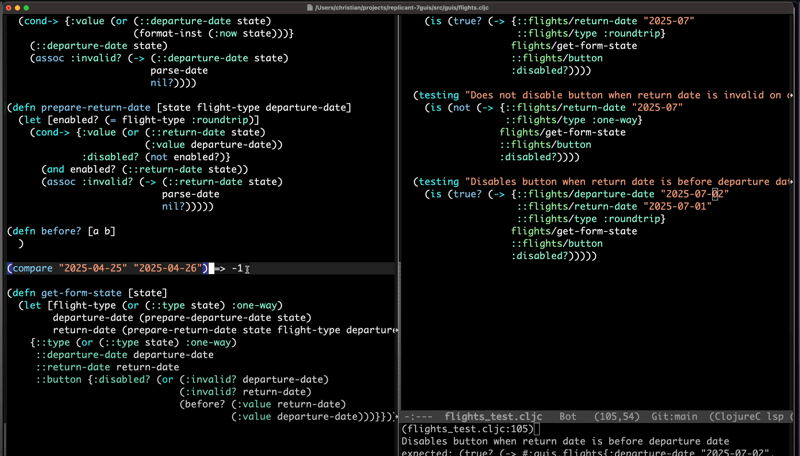 /Users/christian/projects/replicant-7guis/src/guis/flights.cljc
(cond-> {:value (or (::departure-date state)
(format-inst (:now state)))}
(::departure-date state)
(assoc :invalid? (-> (::departure-date state)
parse-date
nil?))))
(defn prepare-return-date [state flight-type departure-date]
(let [enabled? (= flight-type :roundtrip)]
(cond-> {:value (or (::return-date state)
(:value departure-date))
:disabled? (not enabled?)}
(and enabled? (::return-date state))
(assoc :invalid? (-> (::return-date state)
parse-date
nil?)))))
(defn before? [a b]
)
(compare "2025-04-25" "2025-04-26") => -1
(defn get-form-state [state]
(let [flight-type (or (::type state) :one-way)
departure-date (prepare-departure-date state)
return-date (prepare-return-date state flight-type departure
{::type (or (::type state) :one-way)
::departure-date departure-date
::return-date return-date
::button {:disabled? (or (:invalid? departure-date)
(:invalid? return-date)
(before? (:value return-date)
(:value departure-date)))}})
(is (true? (-> {::flights/return-date "2025-07"
::flights/type :roundtrip}
flights/get-form-state
::flights/button
:disabled?))))
(testing "Does not disable button when return date is invalid on o
(is (not (-> {::flights/return-date "2025-07"
::flights/type :one-way}
flights/get-form-state
::flights/button
:disabled?))))
(testing "Disables button when return date is before departure dat
(is (true? (-> {::flights/departure-date "2025-07-02"
::flights/return-date "2025-07-01"
::flights/type :roundtrip}
flights/get-form-state
::flights/button
:disabled?)))))
-:--- flights_test.cljc Bot (105,54) Git:main (ClojureC lsp
(flights_test.cljc:105)
Disables button when return date is before departure date
expected: (true? (-> #:guis.flights{:departure-date "2025-07-02",